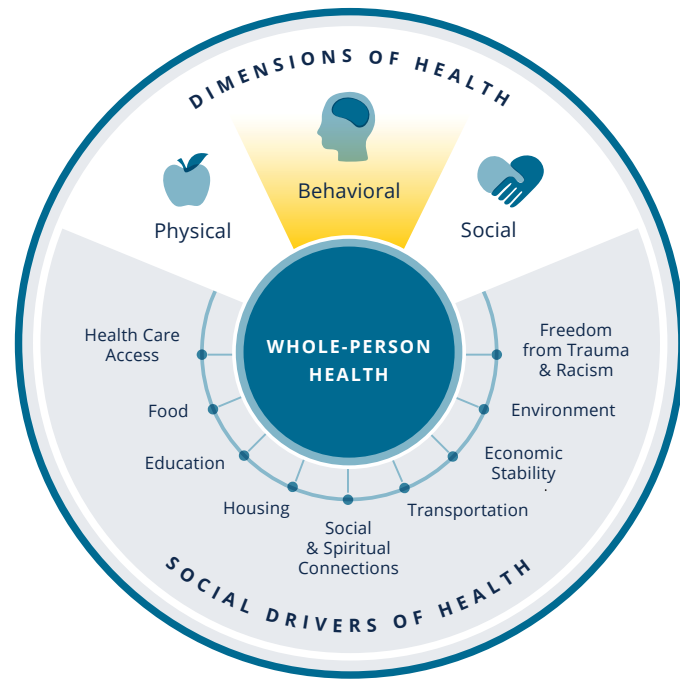 DIMENSIONS OF HEALTH
Physical
Behavioral
Social
WHOLE-PERSON
HEALTH
Health Care
Access
Food
Education
Housing
Social
& Spiritual
Connections
Transportation
Economic
Stability
Environment
Freedom
from Trauma
& Racism
SOCIAL DRIVERS OF HEALTH